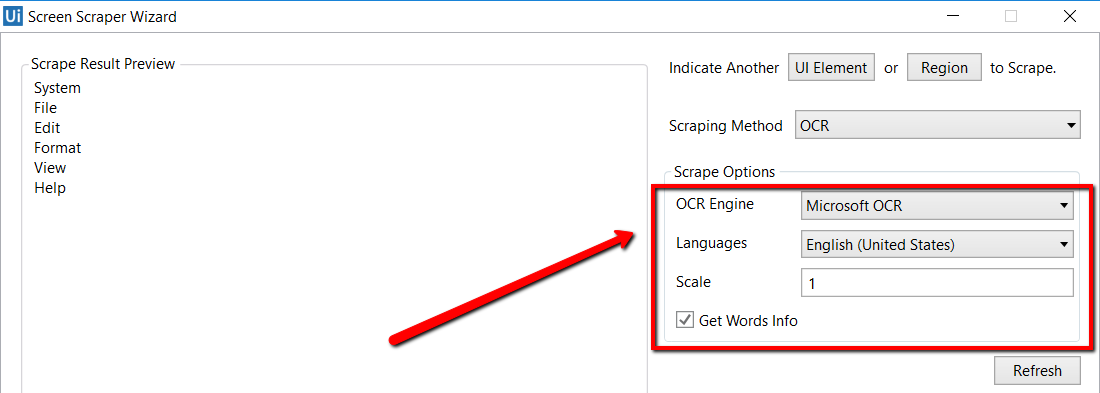 Ui Screen Scraper Wizard
Scrape Result Preview
System
File
Edit
Format
View
Help
Indicate Another UI Element or Region to Scrape.
Scraping Method OCR
Scrape Options
OCR Engine Microsoft OCR
Languages English (United States)
Scale 1
Get Words Info
Refresh